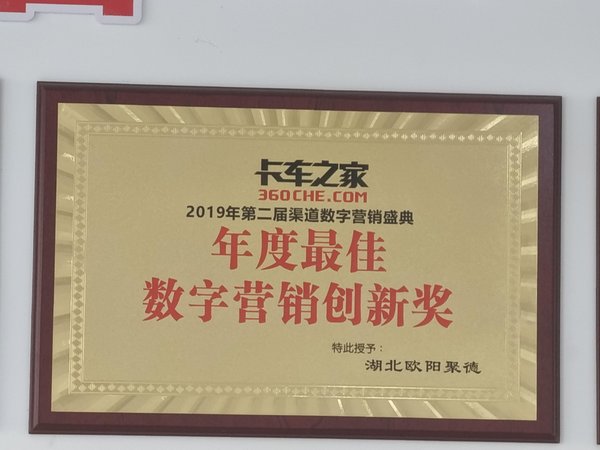 卡车之家
360CHE.COM
2019年第二届渠道数字营销盛典
年度最佳
数字营销创新奖
特此授予：
湖北欧阳聚德